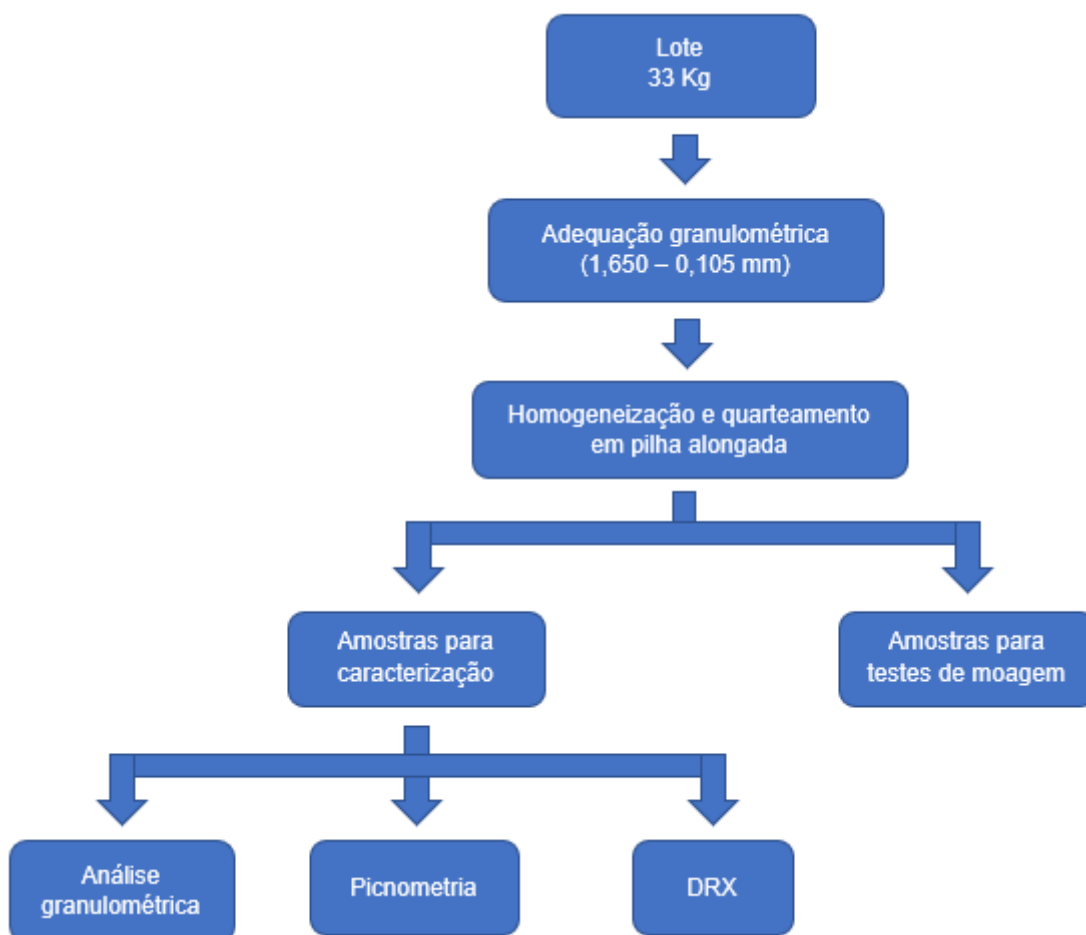 Lote
33 Kg
Adequação granulométrica
(1,650 – 0,105 mm)
Homogeneização e quarteamento
em pilha alongada
Amostras para
caracterização
Amostras para
testes de moagem
Análise
granulométrica
Picnometria
DRX